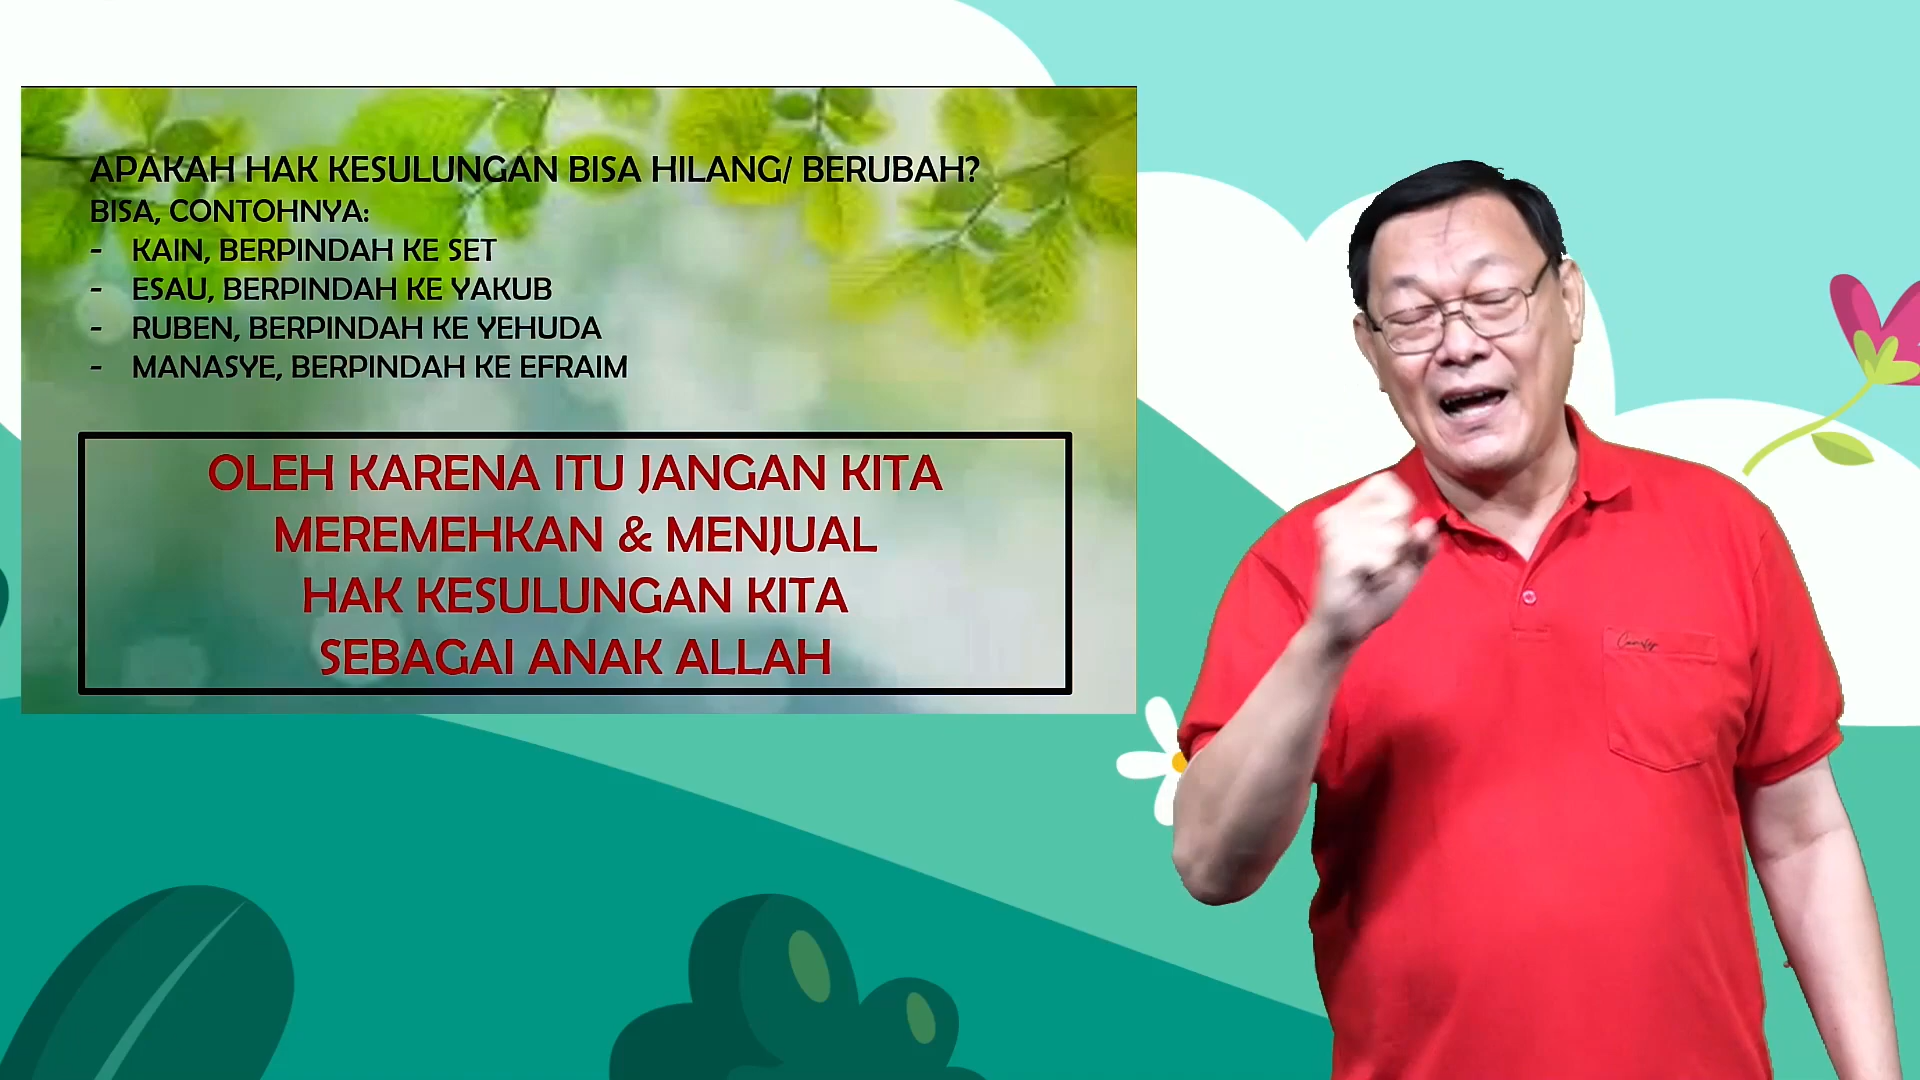 APAKAH HAK KESULUNGAN BISA HILANG/ BERUBAH?
BISA, CONTOHNYA:
- KAIN, BERPINDAH KE SET
- ESAU, BERPINDAH KE YAKUB
- RUBEN, BERPINDAH KE YEHUDA
- MANASYE, BERPINDAH KE EFRAIM
OLEH KARENA ITU JANGAN KITA
MEREMEHKAN & MENJUAL
HAK KESULUNGAN KITA
SEBAGAI ANAK ALLAH